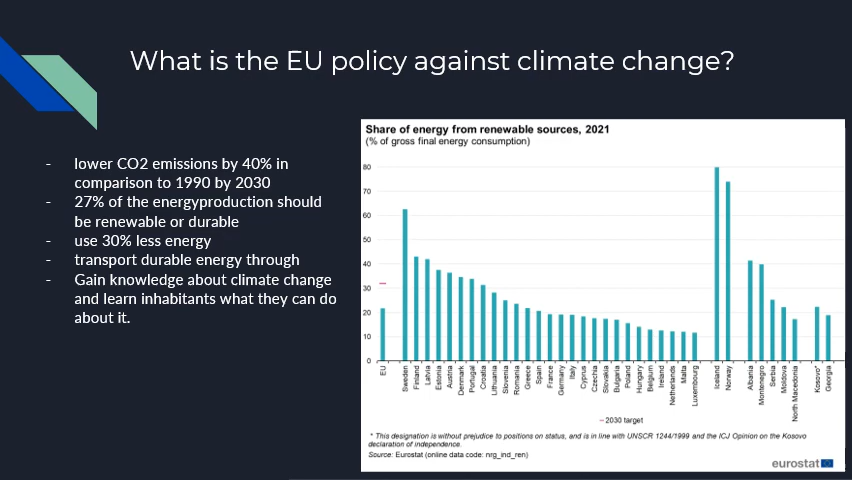 What is the EU policy against climate change?
- lower CO2 emissions by 40% in
comparison to 1990 by 2030
- 27% of the energyproduction should
be renewable or durable
- use 30% less energy
- transport durable energy through
- Gain knowledge about climate change
and learn inhabitants what they can do
about it.
Share of energy from renewable sources, 2021
(% of gross final energy consumption)
80
70
60
50
40
30
20
10
0
EU
Sweden
Finland
Latvia
Estonia
Austria
Denmark
Portugal
Croatia
Lithuania
Slovenia
Romania
Greece
Spain
France
Germany
Italy
Cyprus
Czechia
Slovakia
Bulgaria
Poland
Hungary
Belgium
Ireland
Netherlands
Malta
Luxembourg
Iceland
Norway
Albania
Montenegro
Serbia
Moldova
North Macedonia
Kosovo*
Georgia
– 2030 target
* This designation is without prejudice to positions on status, and is in line with UNSCR 1244/1999 and the ICJ Opinion on the Kosovo
declaration of independence.
Source: Eurostat (online data code: nrg_ind_ren)
eurostat